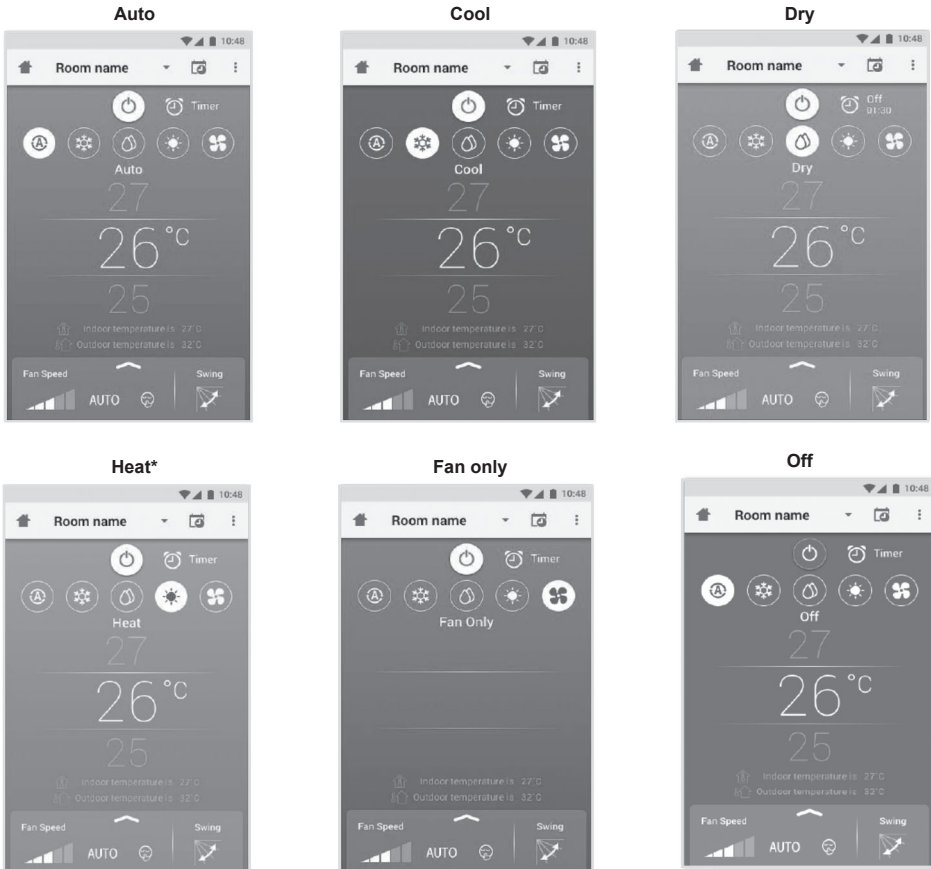 Auto
10:48
Room name
Timer
Auto
27
26°C
25
Indoor temperature is 27°C
Outdoor temperature is 32°C
Fan Speed
Swing
AUTO
Cool
10:48
Room name
Timer
Cool
27
26°C
25
Indoor temperature is 27°C
Outdoor temperature is 32°C
Fan Speed
Swing
AUTO
Dry
10:48
Room name
Off
01:30
Dry
27
26°C
25
Indoor temperature is 27°C
Outdoor temperature is 32°C
Fan Speed
Swing
AUTO
Heat*
10:48
Room name
Timer
Heat
27
26°C
25
Indoor temperature is 27°C
Outdoor temperature is 32°C
Fan Speed
Swing
AUTO
Fan only
10:48
Room name
Timer
Fan Only
Indoor temperature is 27°C
Outdoor temperature is 32°C
Fan Speed
Swing
AUTO
Off
10:48
Room name
Timer
Off
27
26°C
25
Indoor temperature is 27°C
Outdoor temperature is 32°C
Fan Speed
Swing
AUTO